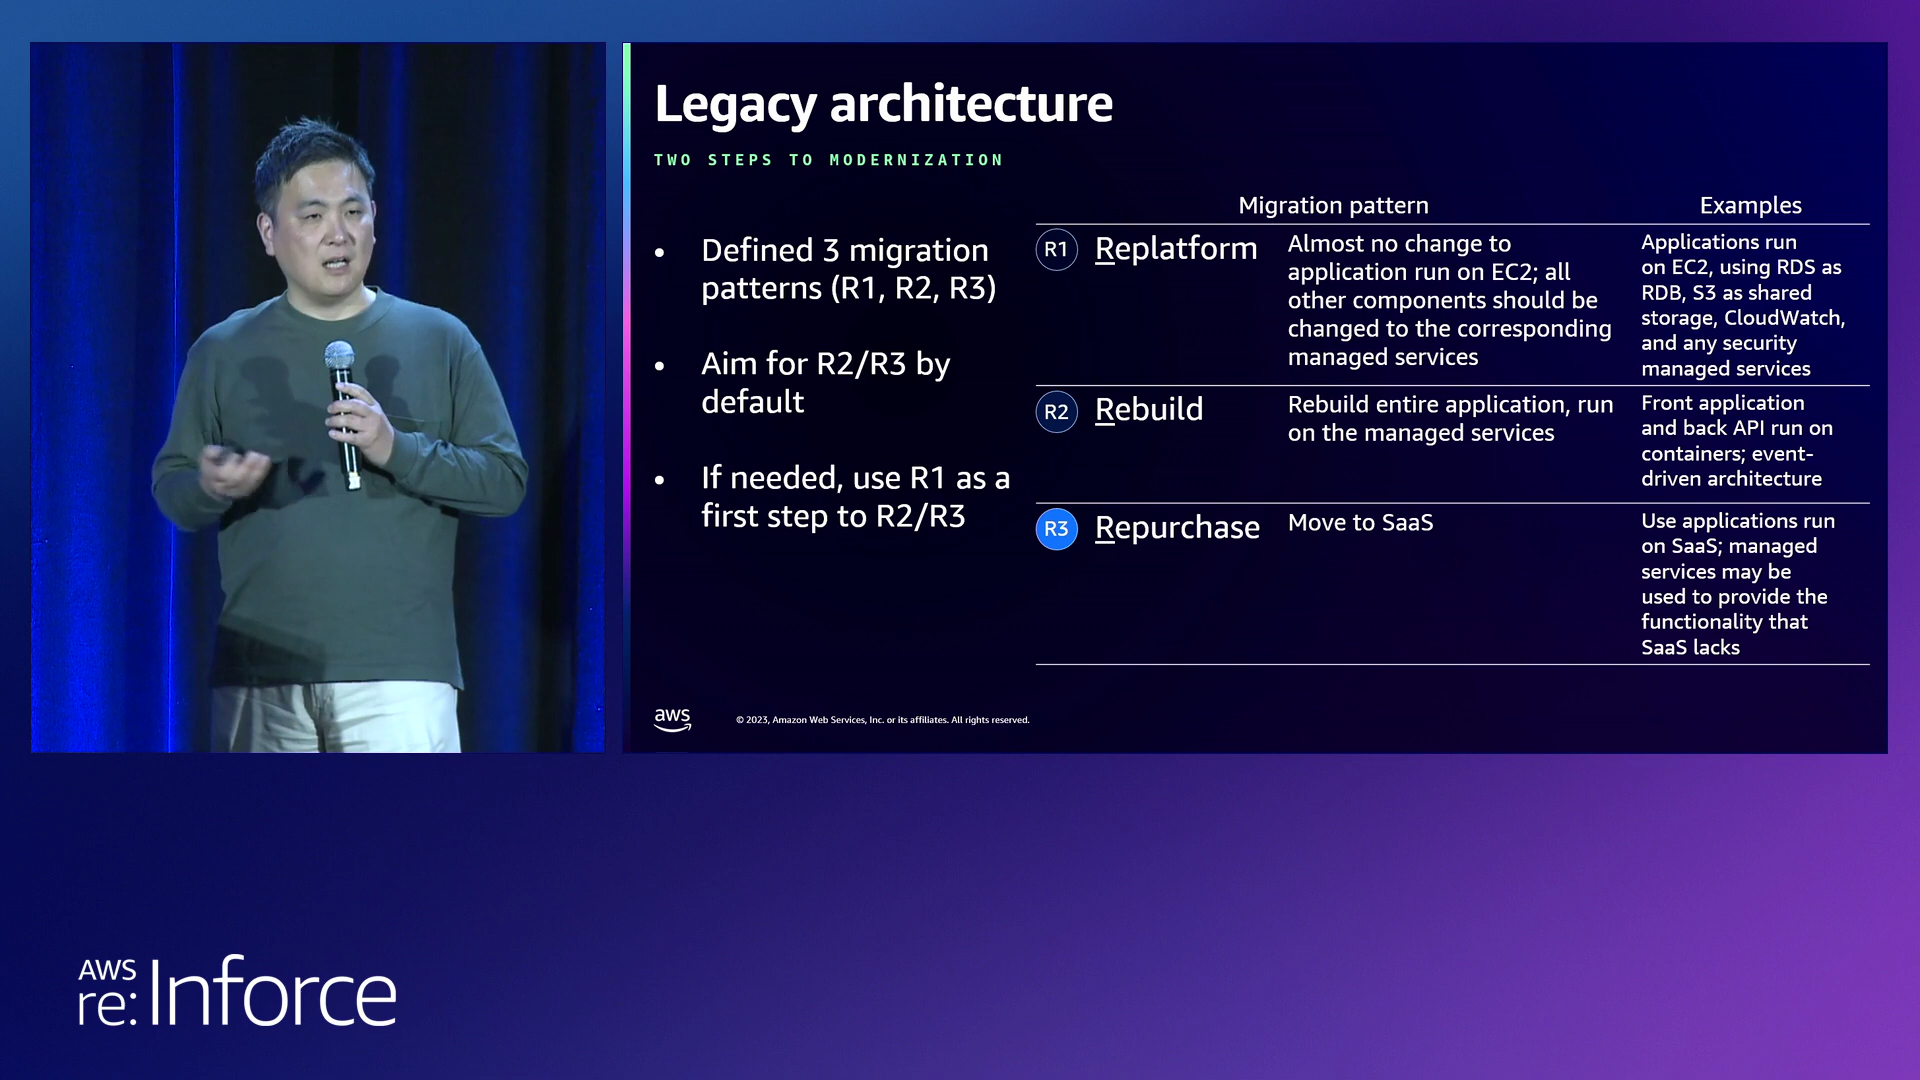 Legacy architecture
TWO STEPS TO MODERNIZATION
• Defined 3 migration
patterns (R1, R2, R3)
• Aim for R2/R3 by
default
• If needed, use R1 as a
first step to R2/R3
Migration pattern
Examples
R1
Replatform
Almost no change to
application run on EC2; all
other components should be
changed to the corresponding
managed services
Applications run
on EC2, using RDS as
RDB, S3 as shared
storage, CloudWatch,
and any security
managed services
R2
Rebuild
Rebuild entire application, run
on the managed services
Front application
and back API run on
containers; event-
driven architecture
R3
Repurchase
Move to SaaS
Use applications run
on SaaS; managed
services may be
used to provide the
functionality that
SaaS lacks
aws
© 2023, Amazon Web Services, Inc. or its affiliates. All rights reserved.
AWS
re:Inforce